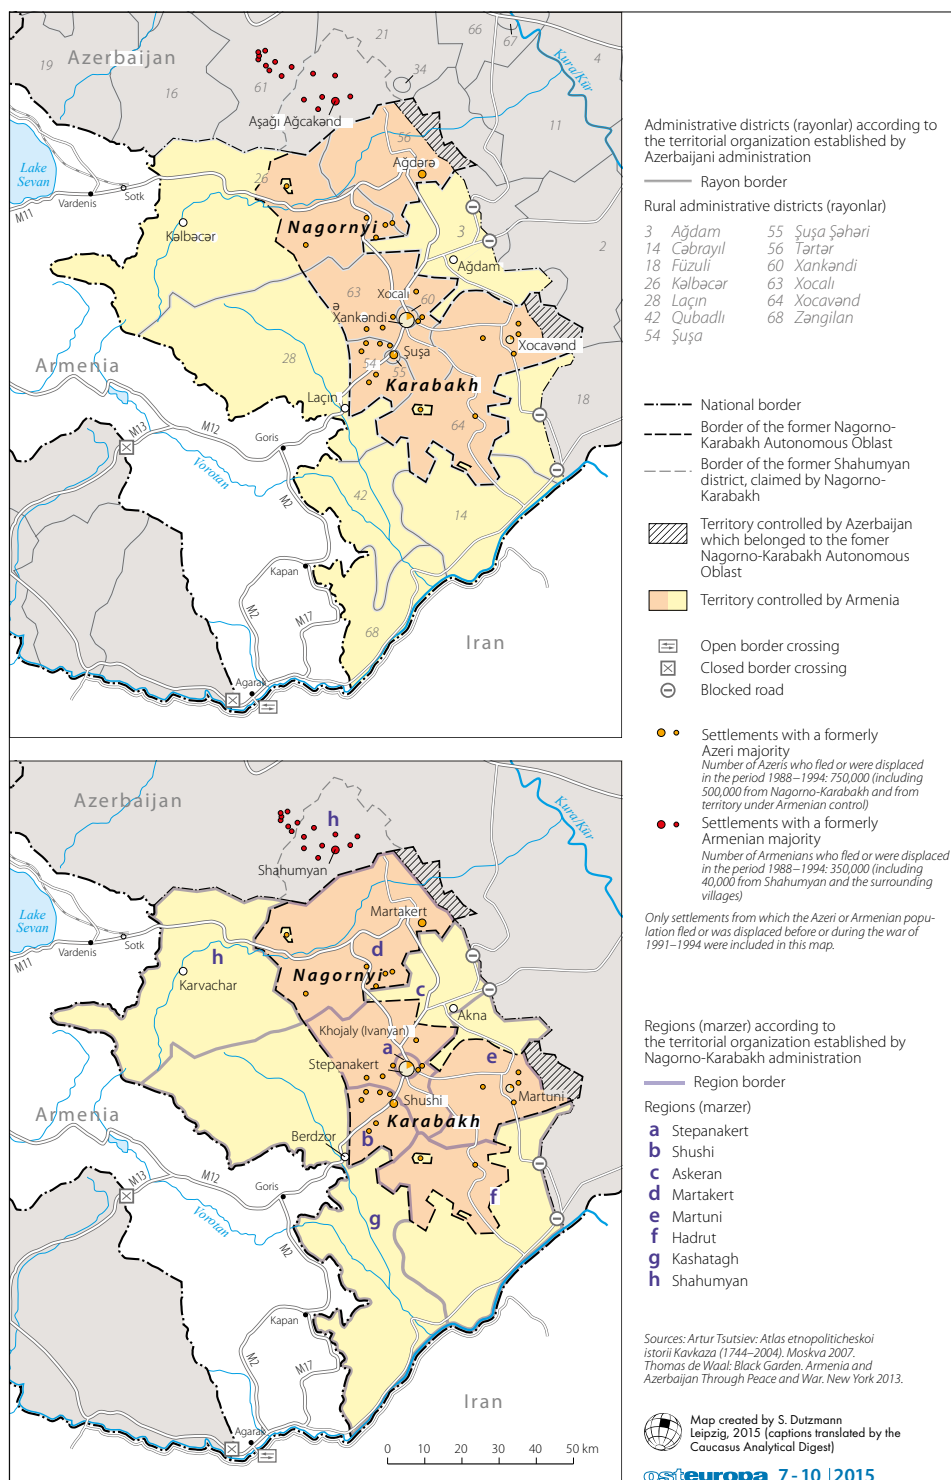 Azerbaijan
21
66
67
4
Kura/Kür
19
16
61
34
11
Aşağı Ağcakənd
56
Ağdərə
Lake
Sevan
Vardenis
Sotk
M11
26
Kəlbəcər
Nagornyi
3
2
Ağdam
63
Xocalı
60
ə
Xankəndi
Xocavənd
Şuşa
54
55
28
Armenia
Karabakh
Laçın
18
64
M13
M12
Goris
Vorotan
M2
42
14
Kapan
M2
M17
68
Iran
Agarak
Administrative districts (rayonlar) according to
the territorial organization established by
Azerbaijani administration
Rayon border
Rural administrative districts (rayonlar)
3 Ağdam 55 Şuşa Şəhəri
14 Cəbrayıl 56 Tərtər
18 Füzuli 60 Xankəndi
26 Kəlbəcər 63 Xocalı
28 Laçın 64 Xocavənd
42 Qubadlı 68 Zəngilan
54 Şuşa
National border
Border of the former Nagorno-
Karabakh Autonomous Oblast
Border of the former Shahumyan
district, claimed by Nagorno-
Karabakh
Territory controlled by Azerbaijan
which belonged to the fomer
Nagorno-Karabakh Autonomous
Oblast
Territory controlled by Armenia
Open border crossing
Closed border crossing
Blocked road
Settlements with a formerly
Azeri majority
Number of Azeris who fled or were displaced
in the period 1988–1994: 750,000 (including
500,000 from Nagorno-Karabakh and from
territory under Armenian control)
Settlements with a formerly
Armenian majority
Number of Armenians who fled or were displaced
in the period 1988–1994: 350,000 (including
40,000 from Shahumyan and the surrounding
villages)
Only settlements from which the Azeri or Armenian popu-
lation fled or was displaced before or during the war of
1991–1994 were included in this map.
Azerbaijan
Kura/Kür
h
Shahumyan
Martakert
Lake
Sevan
Vardenis
Sotk
M11
h
Karvachar
d
Nagornyi
c
Akna
Khojaly (Ivanyan)
a
e
Stepanakert
Shushi
Martuni
Armenia
Karabakh
Berdzor
b
M13
M12
Goris
f
Vorotan
g
M2
Kapan
M2
M17
Iran
Agarak
0 10 20 30 40 50 km
Regions (marzer) according to
the territorial organization established by
Nagorno-Karabakh administration
Region border
Regions (marzer)
a Stepanakert
b Shushi
c Askeran
d Martakert
e Martuni
f Hadrut
g Kashatagh
h Shahumyan
Sources: Artur Tsutsiev: Atlas etnopoliticheskoi
istorii Kavkaza (1744–2004). Moskva 2007.
Thomas de Waal: Black Garden. Armenia and
Azerbaijan Through Peace and War. New York 2013.
Map created by S. Dutzmann
Leipzig, 2015 (captions translated by the
Caucasus Analytical Digest)
osteuropa 7-10 | 2015